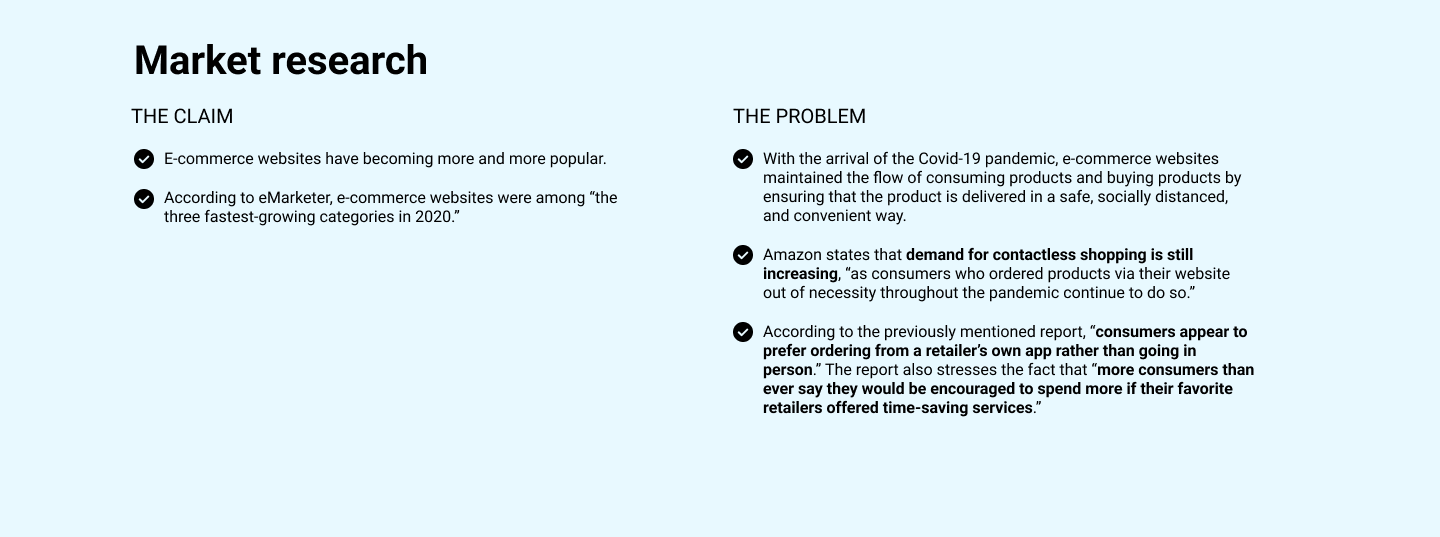 Market research
THE CLAIM
E-commerce websites have becoming more and more popular.
According to eMarketer, e-commerce websites were among “the
three fastest-growing categories in 2020.”
THE PROBLEM
With the arrival of the Covid-19 pandemic, e-commerce websites
maintained the flow of consuming products and buying products by
ensuring that the product is delivered in a safe, socially distanced,
and convenient way.
Amazon states that demand for contactless shopping is still
increasing, “as consumers who ordered products via their website
out of necessity throughout the pandemic continue to do so.”
According to the previously mentioned report, “consumers appear to
prefer ordering from a retailer’s own app rather than going in
person.” The report also stresses the fact that “more consumers than
ever say they would be encouraged to spend more if their favorite
retailers offered time-saving services.”